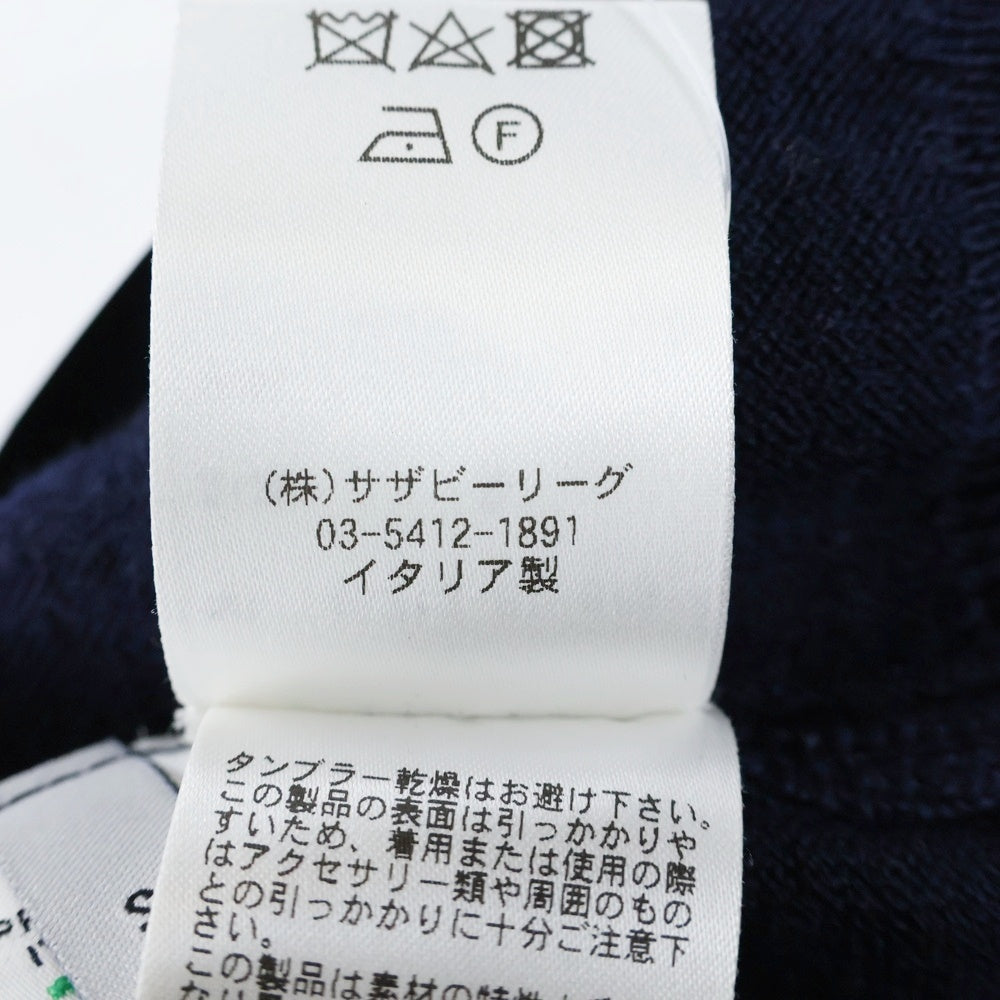 F
(株)サザビーリーグ
03-5412-1891
イタリア製
タンブラー乾燥はお避け下さい。
この製品の表面は引っかかりや
すいため、着用または使用の際
はアクセサリー類や周囲のもの
との引っかかりに十分ご注意下
さい。
この製品は素材の特性